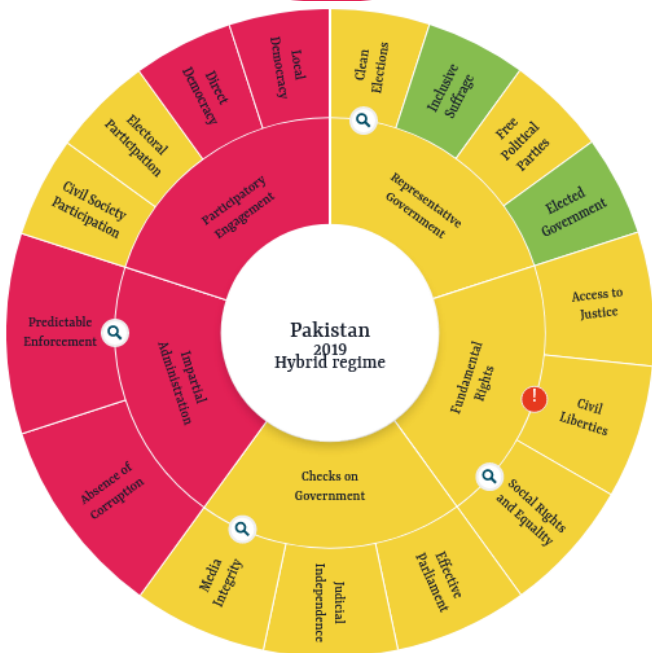 Pakistan
2019
Hybrid regime
Representative
Government
Clean
Elections
Inclusive
Suffrage
Free
Political
Parties
Elected
Government
Fundamental
Rights
Access to
Justice
!
Civil
Liberties
Social Rights
and Equality
Checks on
Government
Effective
parliament
Judicial
Independence
Media
Integrity
Impartial
Administration
Absence of
Corruption
Predictable
Enforcement
Participatory
Engagement
Civil Society
Participation
Electoral
Participation
Direct
Democracy
Local
Democracy